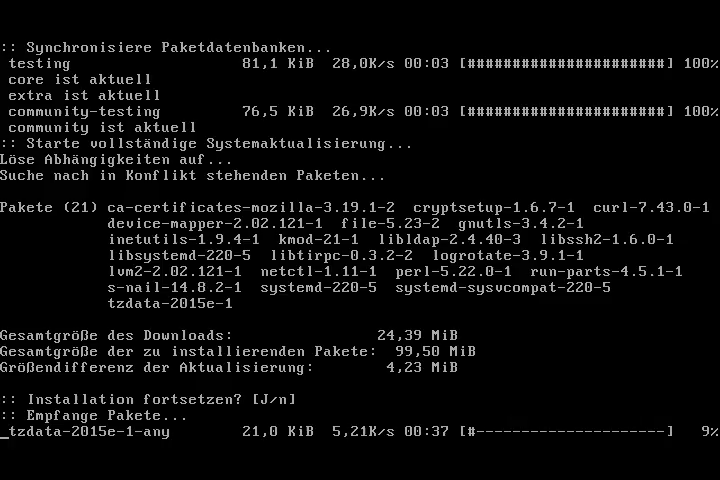 :: Synchronisiere Paketdatenbanken...
testing 81,1 KiB 28,0K/s 00:03 [######################] 100%
core ist aktuell
extra ist aktuell
community-testing 76,5 KiB 26,9K/s 00:03 [######################] 100%
community ist aktuell
:: Starte vollständige Systemaktualisierung...
Löse Abhängigkeiten auf...
Suche nach in Konflikt stehenden Paketen...
Pakete (21) ca-certificates-mozilla-3.19.1-2 cryptsetup-1.6.7-1 curl-7.43.0-1
device-mapper-2.02.121-1 file-5.23-2 gnutls-3.4.2-1
inetutils-1.9.4-1 kmod-21-1 libldap-2.4.40-3 libssh2-1.6.0-1
libsystemd-220-5 libtirpc-0.3.2-2 logrotate-3.9.1-1
lvm2-2.02.121-1 netctl-1.11-1 perl-5.22.0-1 run-parts-4.5.1-1
s-nail-14.8.2-1 systemd-220-5 systemd-sysvcompat-220-5
tzdata-2015e-1
Gesamtgröße des Downloads: 24,39 MiB
Gesamtgröße der zu installierenden Pakete: 99,50 MiB
Größendifferenz der Aktualisierung: 4,23 MiB
:: Installation fortsetzen? [J/n]
:: Empfange Pakete...
_tzdata-2015e-1-any 21,0 KiB 5,21K/s 00:37 [#---------------------] 9%